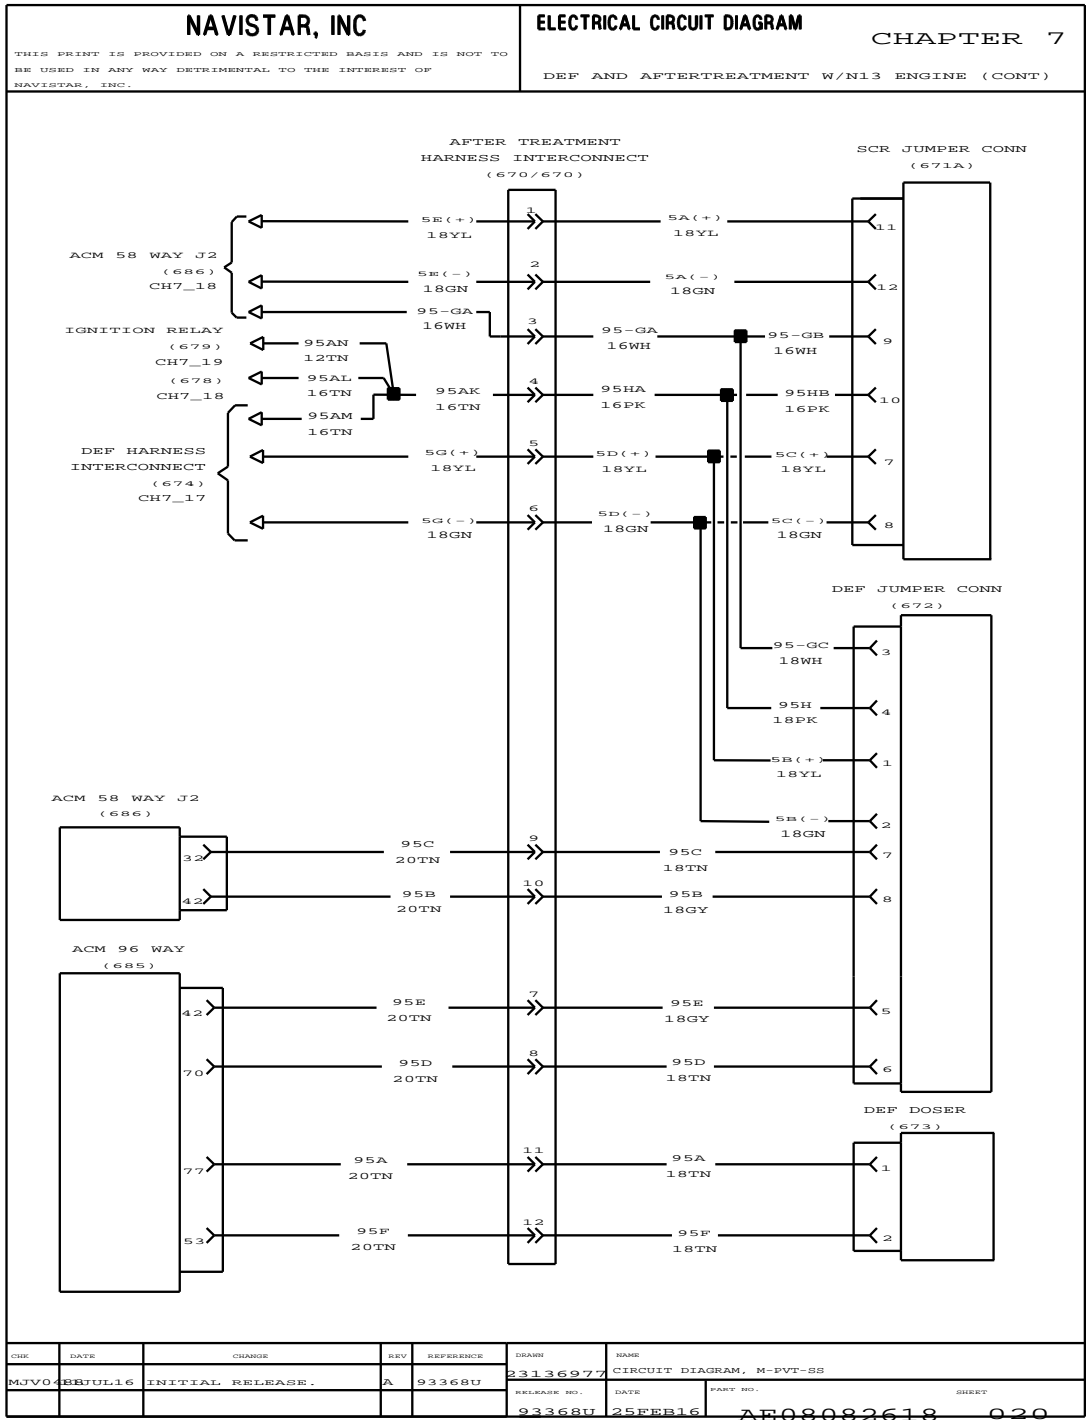 NAVISTAR, INC
THIS PRINT IS PROVIDED ON A RESTRICTED BASIS AND IS NOT TO
BE USED IN ANY WAY DETRIMENTAL TO THE INTEREST OF
NAVISTAR, INC.
ELECTRICAL CIRCUIT DIAGRAM
CHAPTER 7
DEF AND AFTERTREATMENT W/N13 ENGINE (CONT)
AFTER TREATMENT
HARNESS INTERCONNECT
(670/670)
SCR JUMPER CONN
(671A)
ACM 58 WAY J2
(686)
CH7_18
5E(+)
18YL
1
5A(+)
18YL
11
5E(-)
18GN
2
5A(-)
18GN
12
95-GA
16WH
3
95-GA
16WH
95-GB
16WH
9
IGNITION RELAY
(679)
CH7_19
(678)
CH7_18
95AN
12TN
95AL
16TN
95AM
16TN
95AK
16TN
4
95HA
16PK
95HB
16PK
10
DEF HARNESS
INTERCONNECT
(674)
CH7_17
5G(+)
18YL
5
5D(+)
18YL
5C(+)
18YL
7
5G(-)
18GN
6
5D(-)
18GN
5C(-)
18GN
8
DEF JUMPER CONN
(672)
95-GC
18WH
3
95H
18PK
4
5B(+)
18YL
1
5B(-)
18GN
2
ACM 58 WAY J2
(686)
32
95C
20TN
9
95C
18TN
7
42
95B
20TN
10
95B
18GY
8
ACM 96 WAY
(685)
42
95E
20TN
7
95E
18GY
5
70
95D
20TN
8
95D
18TN
6
DEF DOSER
(673)
77
95A
20TN
11
95A
18TN
1
53
95F
20TN
12
95F
18TN
2
CHK DATE CHANGE REV REFERENCE
INITIAL RELEASE. A 93368U
DRAWN
23136977
NAME
CIRCUIT DIAGRAM, M-PVT-SS
RELEASE NO.
93368U
DATE
25FEB16
PART NO.
AE08082618
SHEET
020